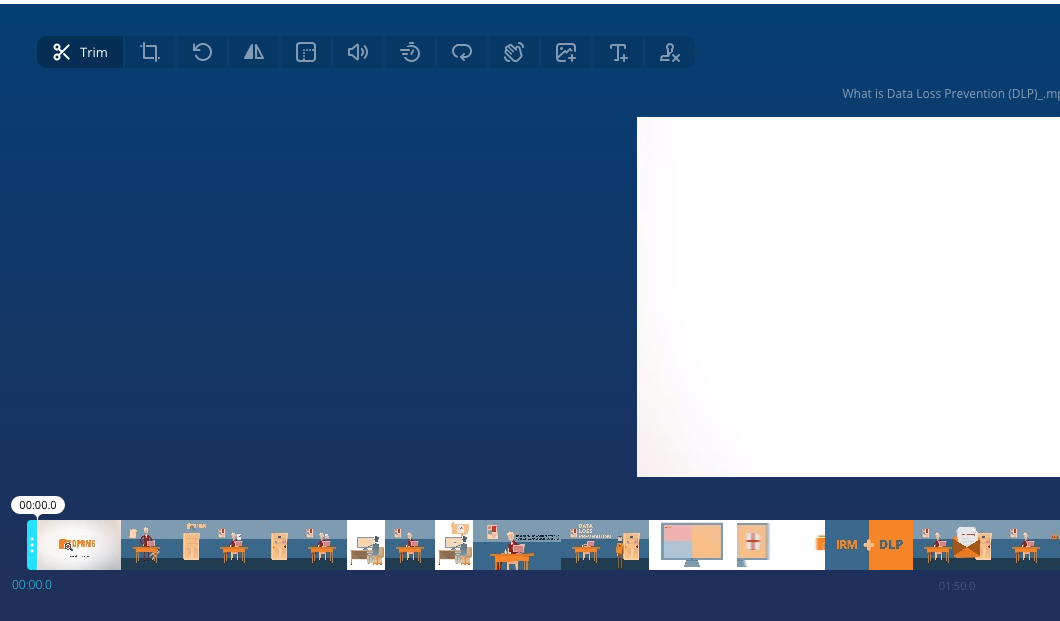 Trim
What is Data Loss Prevention (DLP)_.mp
00:00.0
DATA
LOSS
PREVENTION
IRM + DLP
00:00.0
01:50.0